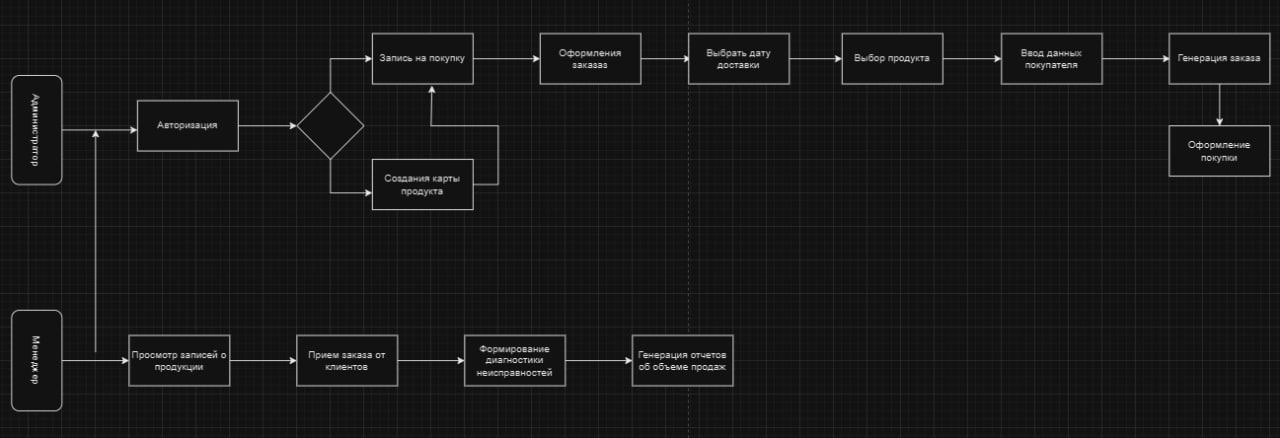 Администратор
Авторизация
Запись на покупку
Создания карты
продукта
Оформления
заказаз
Выбрать дату
доставки
Выбор продукта
Ввод данных
покупателя
Генерация заказа
Оформление
покупки
Менеджер
Просмотр записей о
продукции
Прием заказа от
клиентов
Формирование
диагностики
неисправностей
Генерация отчетов
об объеме продаж